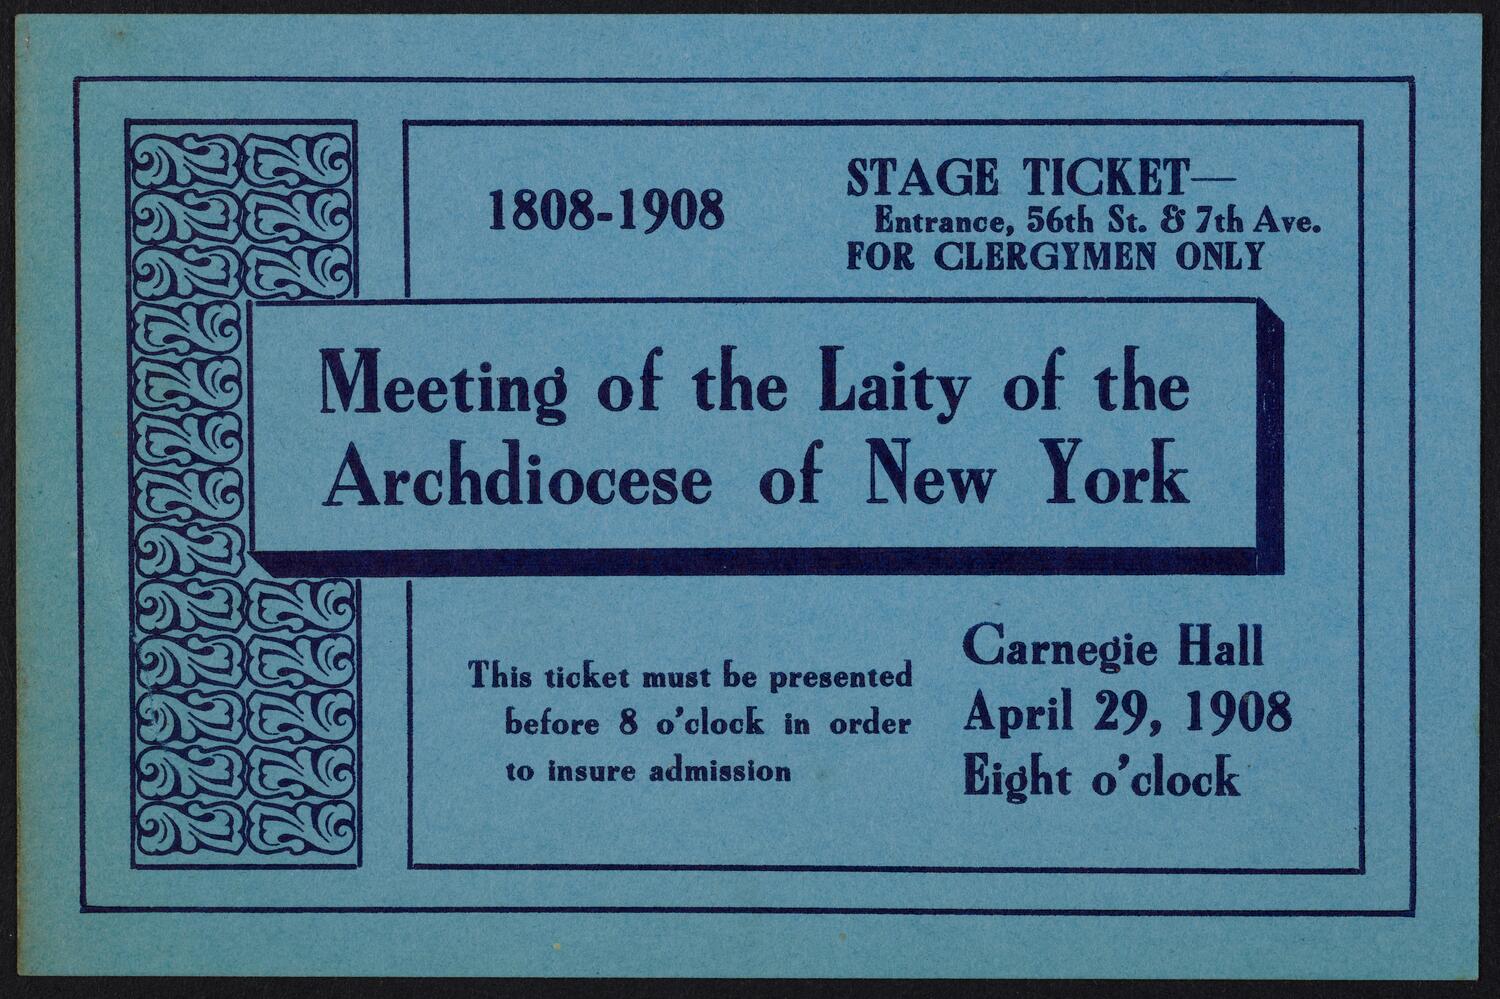 1808-1908
STAGE TICKET—
Entrance, 56th St. & 7th Ave.
FOR CLERGYMEN ONLY
Meeting of the Laity of the
Archdiocese of New York
This ticket must be presented
before 8 o'clock in order
to insure admission
Carnegie Hall
April 29, 1908
Eight o'clock